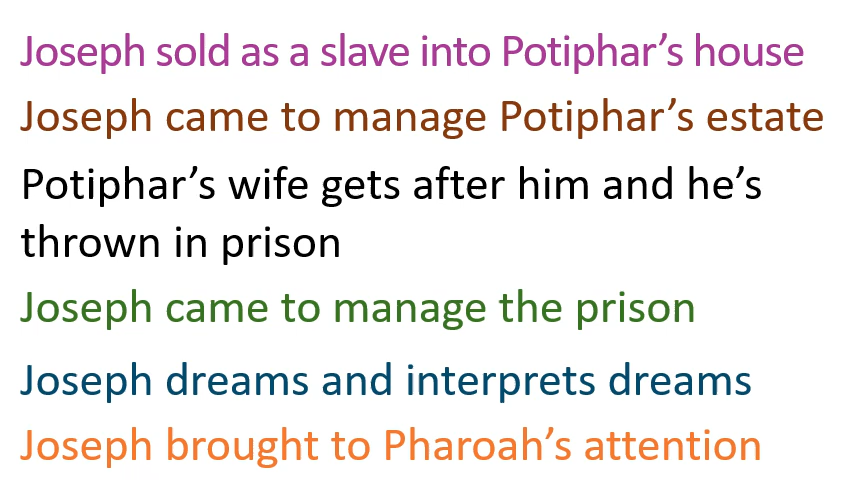 Joseph sold as a slave into Potiphar’s house
Joseph came to manage Potiphar’s estate
Potiphar’s wife gets after him and he’s
thrown in prison
Joseph came to manage the prison
Joseph dreams and interprets dreams
Joseph brought to Pharoah’s attention